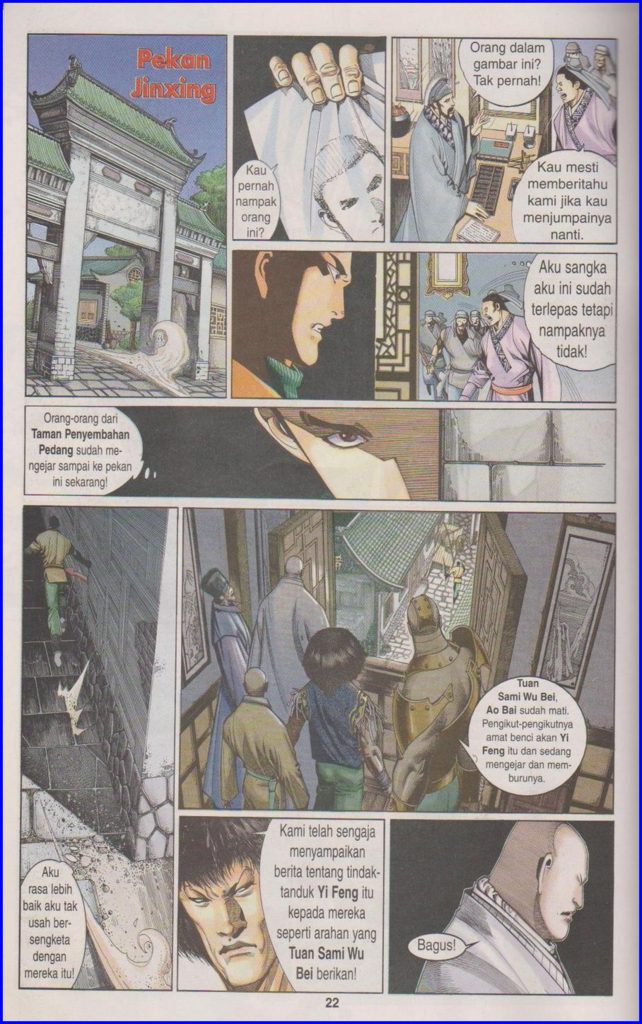 Pekan
Jinxing
Kau
pernah
nampak
orang
ini?
Orang dalam
gambar ini?
Tak pernah!
Kau mesti
memberitahu
kami jika kau
menjumpainya
nanti.
Aku sangka
aku ini sudah
terlepas tetapi
nampaknya
tidak!
Orang-orang dari
Taman Penyembahan
Pedang sudah me-
ngejar sampai ke pekan
ini sekarang!
Tuan
Sami Wu Bei,
Ao Bai sudah mati.
Pengikut-pengikutnya
amat benci akan Yi
Feng itu dan sedang
mengejar dan mem-
burunya.
Aku
rasa lebih
baik aku tak
usah ber-
sengketa
dengan
mereka itu!
Kami telah sengaja
menyampaikan
berita tentang tindak-
tanduk Yi Feng itu
kepada mereka
seperti arahan yang
Tuan Sami Wu
Bei berikan!
Bagus!
22